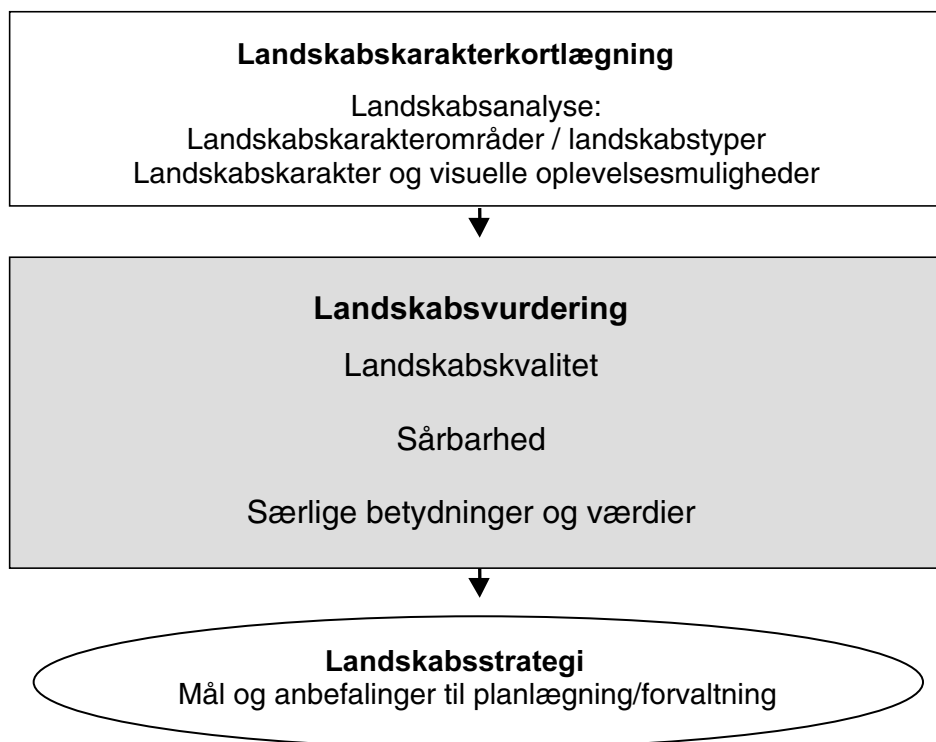 Landskabskarakterkortlægning
Landskabsanalyse:
Landskabskarakterområder / landskabstyper
Landskabskarakter og visuelle oplevelsesmuligheder
Landskabsvurdering
Landskabskvalitet
Sårbarhed
Særlige betydninger og værdier
Landskabsstrategi
Mål og anbefalinger til planlægning/forvaltning